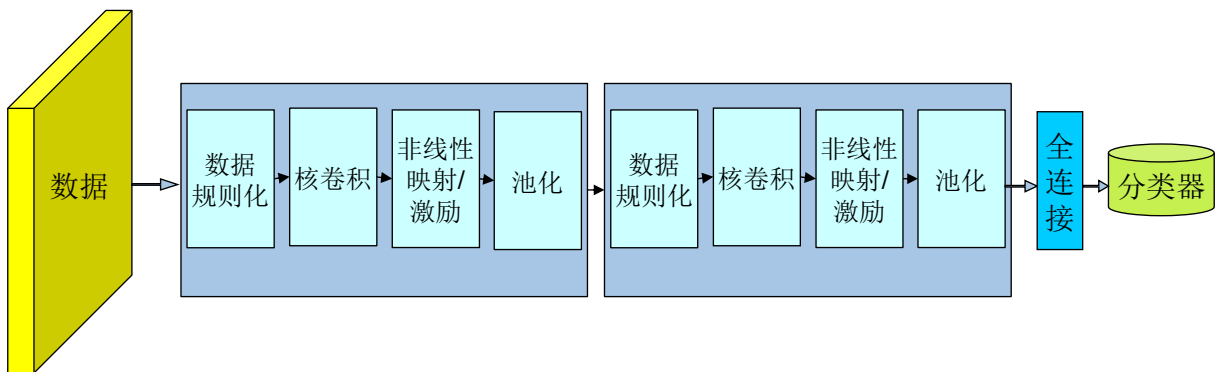 数据
数据
规则化
核卷积
非线性
映射/
激励
池化
数据
规则化
核卷积
非线性
映射/
激励
池化
全
连
接
分类器